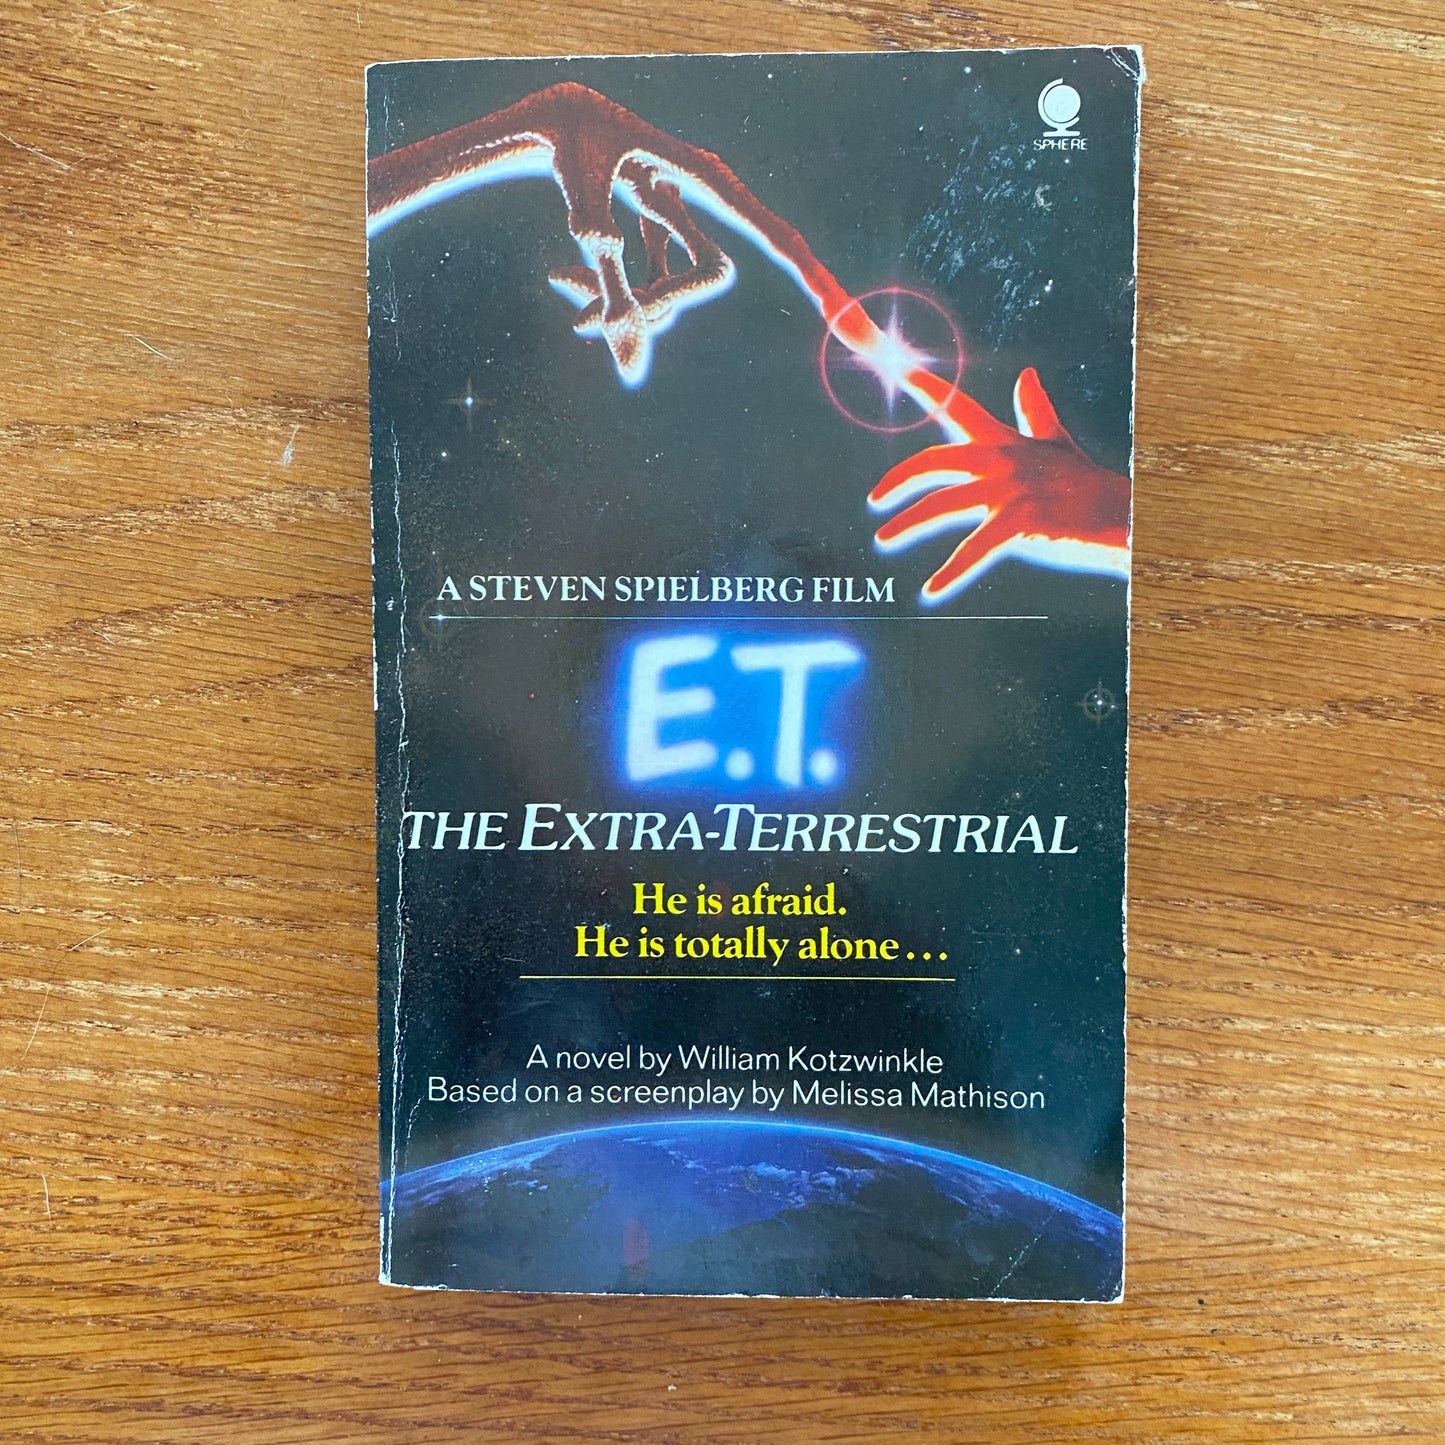 SPHERE
A STEVEN SPIELBERG FILM
E.T.
THE EXTRA-TERRESTRIAL
He is afraid.
He is totally alone...
A novel by William Kotzwinkle
Based on a screenplay by Melissa Mathison